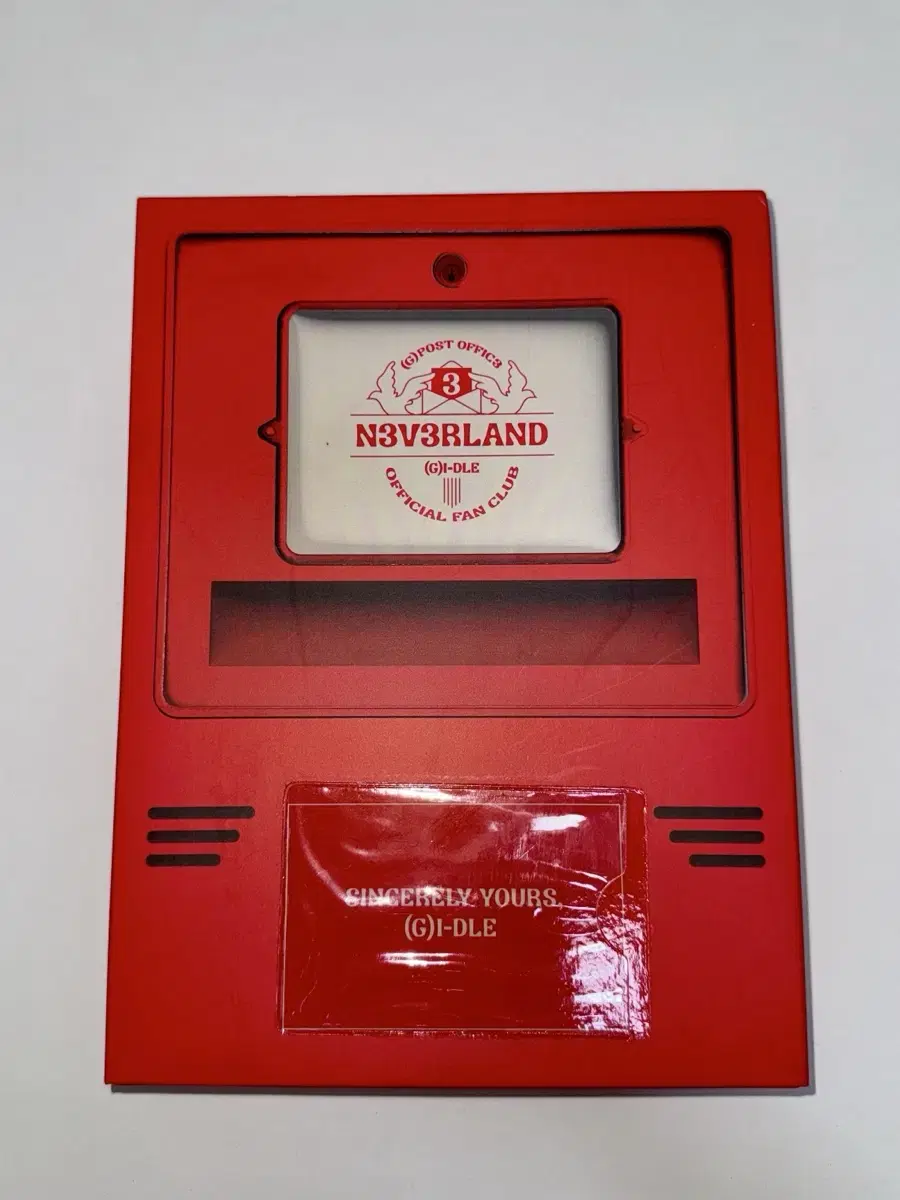 (G)POST OFFIC3
3
N3V3RLAND
(G)I-DLE
OFFICIAL FAN CLUB
SINCERELY YOURS,
(G)I-DLE